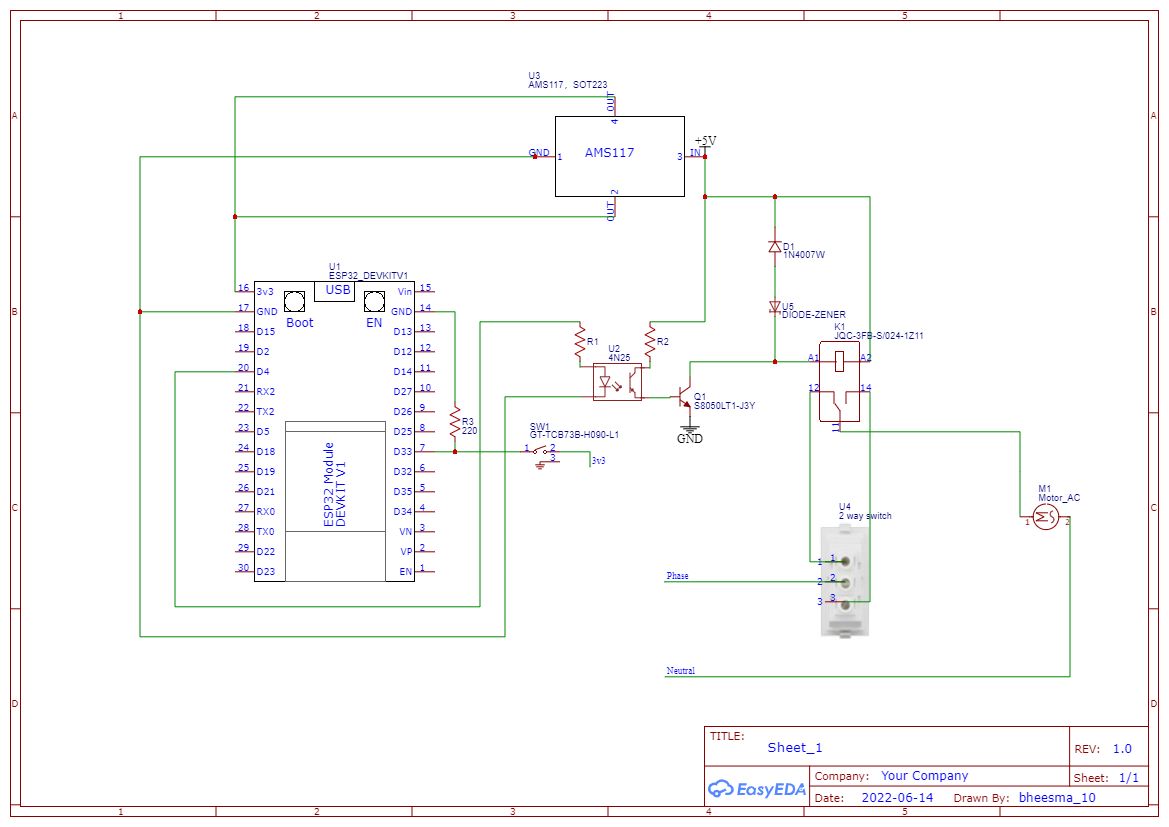 1 2 3 4 5
A A
B B
C C
D D
U3
AMS117, SOT223
OUT
4
GND 1 AMS117 3 IN
+5V
2
OUT
U1
ESP32_DEVKITV1
USB
Boot EN
16 3v3 Vin 15
17 GND GND 14
18 D15 D13 13
19 D2 D12 12
20 D4 D14 11
21 RX2 D27 10
22 TX2 D26 9
23 D5 D25 8
24 D18 D33 7
25 D19 D32 6
26 D21 D35 5
27 RX0 D34 4
28 TX0 VN 3
29 D22 VP 2
30 D23 EN 1
ESP32 Module
DEVKIT V1
R3
220
R1
R2
U2
4N25
Q1
S8050LT1-J3Y
GND
D1
1N4007W
U5
DIODE-ZENER
K1
JQC-3FB-S/024-1Z11
A1 A2
12 14
11
SW1
GT-TCB73B-H090-L1
1 2
3
3v3
M1
Motor_AC
1 MS 2
U4
2 way switch
1 1
2 2
3 3
Phase
Neutral
TITLE:
Sheet_1
REV: 1.0
EasyEDA
Company: Your Company
Sheet: 1/1
Date: 2022-06-14 Drawn By: bheesma_10
1 2 3 4 5